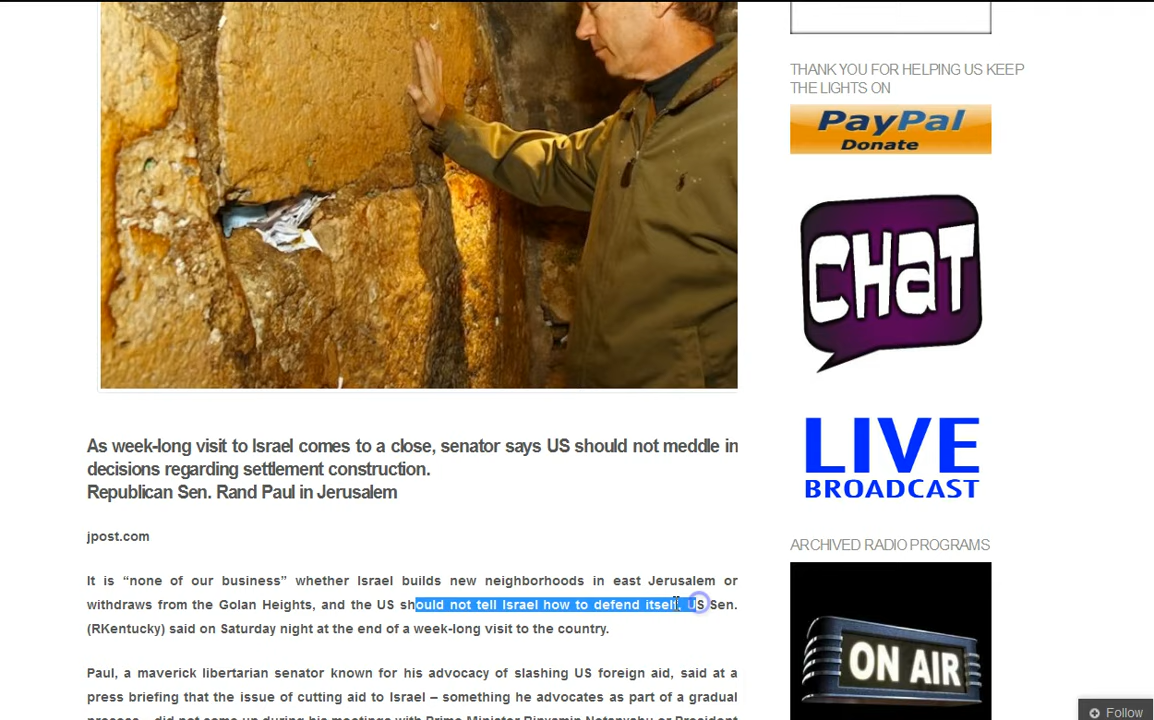 As week-long visit to Israel comes to a close, senator says US should not meddle in
decisions regarding settlement construction.
Republican Sen. Rand Paul in Jerusalem
jpost.com
It is “none of our business” whether Israel builds new neighborhoods in east Jerusalem or
withdraws from the Golan Heights, and the US should not tell Israel how to defend itself, US Sen.
(RKentucky) said on Saturday night at the end of a week-long visit to the country.
Paul, a maverick libertarian senator known for his advocacy of slashing US foreign aid, said at a
press briefing that the issue of cutting aid to Israel – something he advocates as part of a gradual
process – did not come up during his meetings with Prime Minister Binyamin Netanyahu or President
THANK YOU FOR HELPING US KEEP
THE LIGHTS ON
PayPal
Donate
CHaT
LIVE
BROADCAST
ARCHIVED RADIO PROGRAMS
ON AIR
Follow